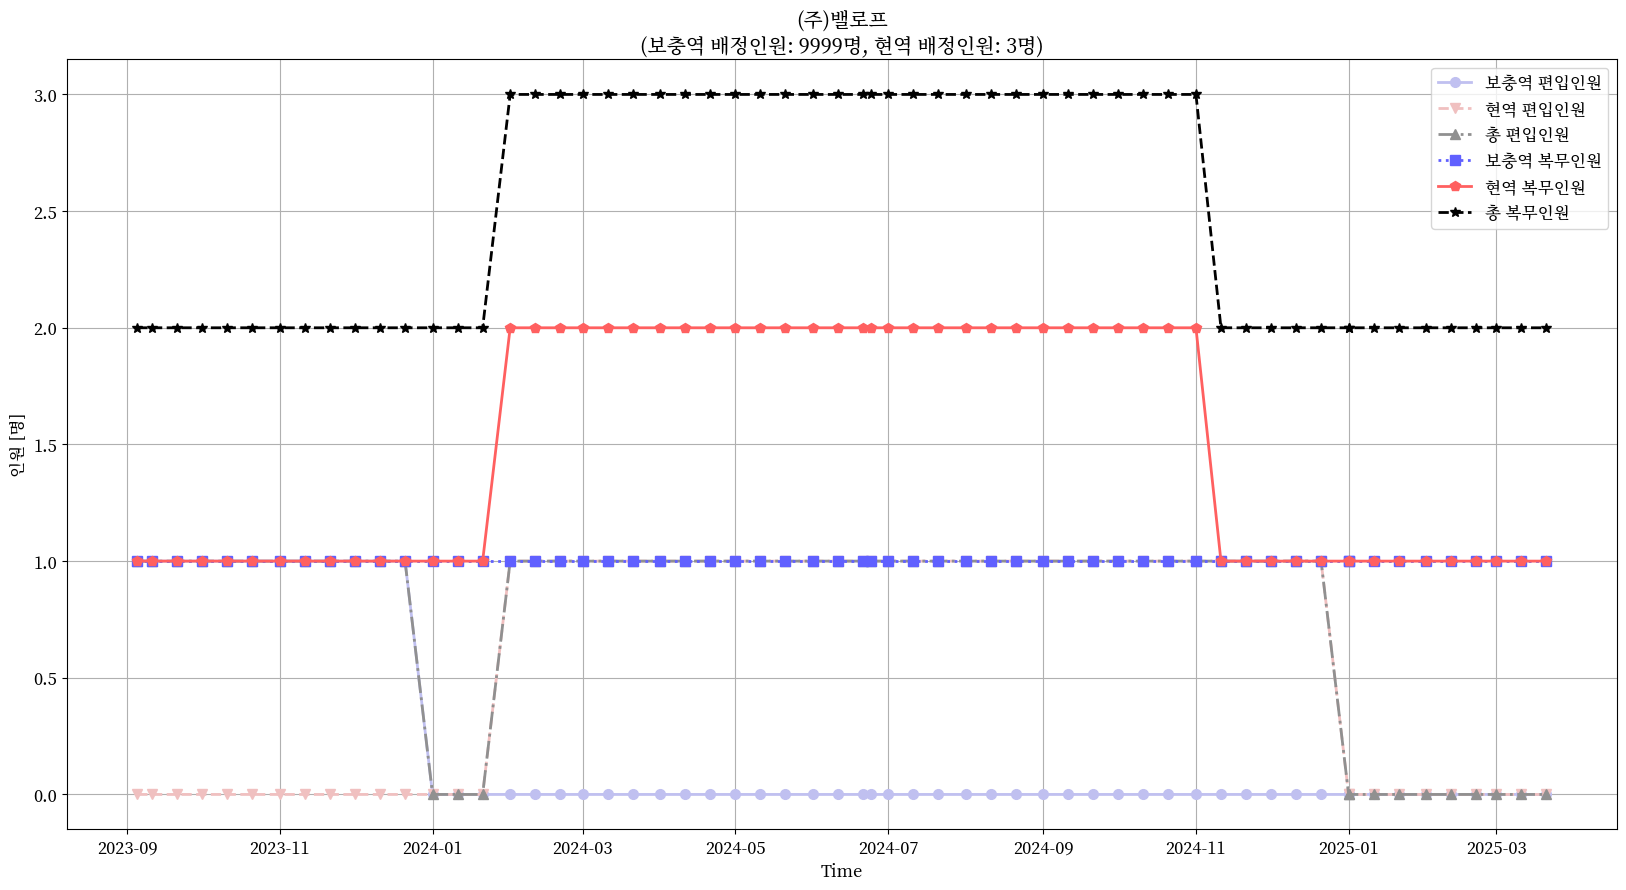 (주)밸로프
(보충역 배정인원: 9999명, 현역 배정인원: 3명)
보충역 편입인원
현역 편입인원
총 편입인원
보충역 복무인원
현역 복무인원
총 복무인원
3.0
2.5
2.0
1.5
1.0
0.5
0.0
인원 [명]
2023-09 2023-11 2024-01 2024-03 2024-05 2024-07 2024-09 2024-11 2025-01 2025-03
Time